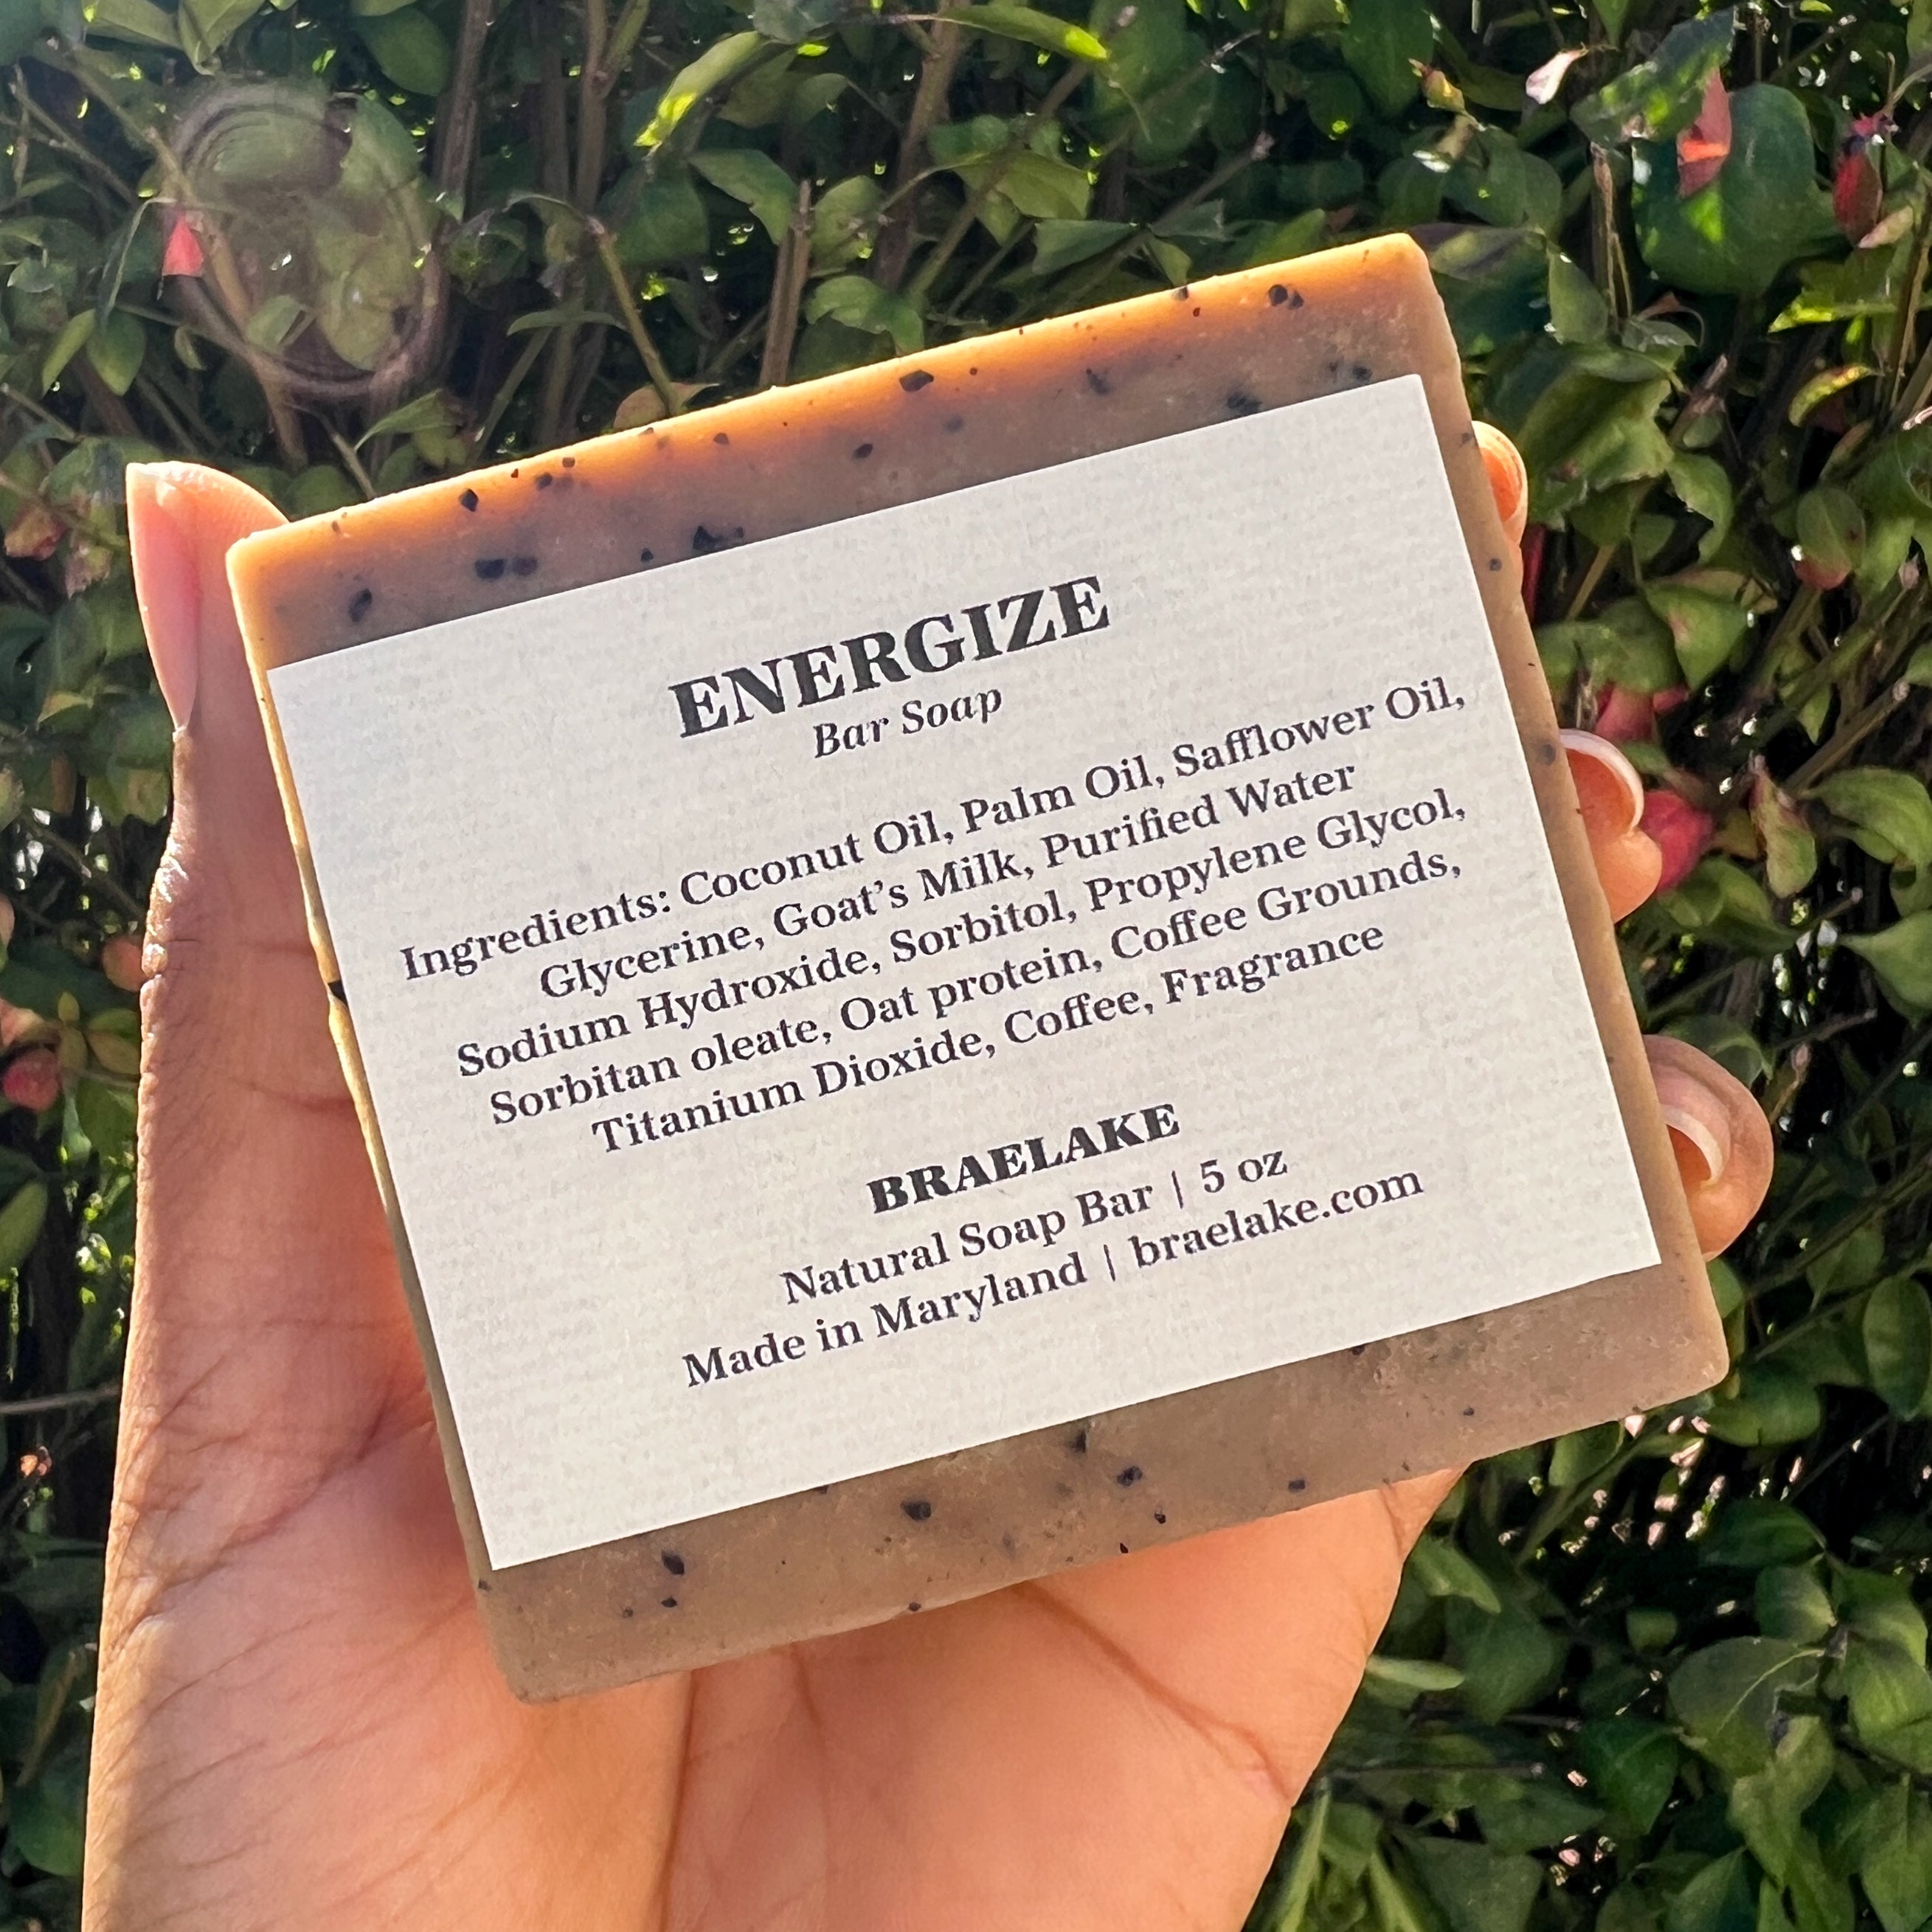 ENERGIZE
Bar Soap
Ingredients: Coconut Oil, Palm Oil, Safflower Oil,
Glycerine, Goat’s Milk, Purified Water
Sodium Hydroxide, Sorbitol, Propylene Glycol,
Sorbitan oleate, Oat protein, Coffee Grounds,
Titanium Dioxide, Coffee, Fragrance
BRAELAKE
Natural Soap Bar | 5 oz
Made in Maryland | braelake.com